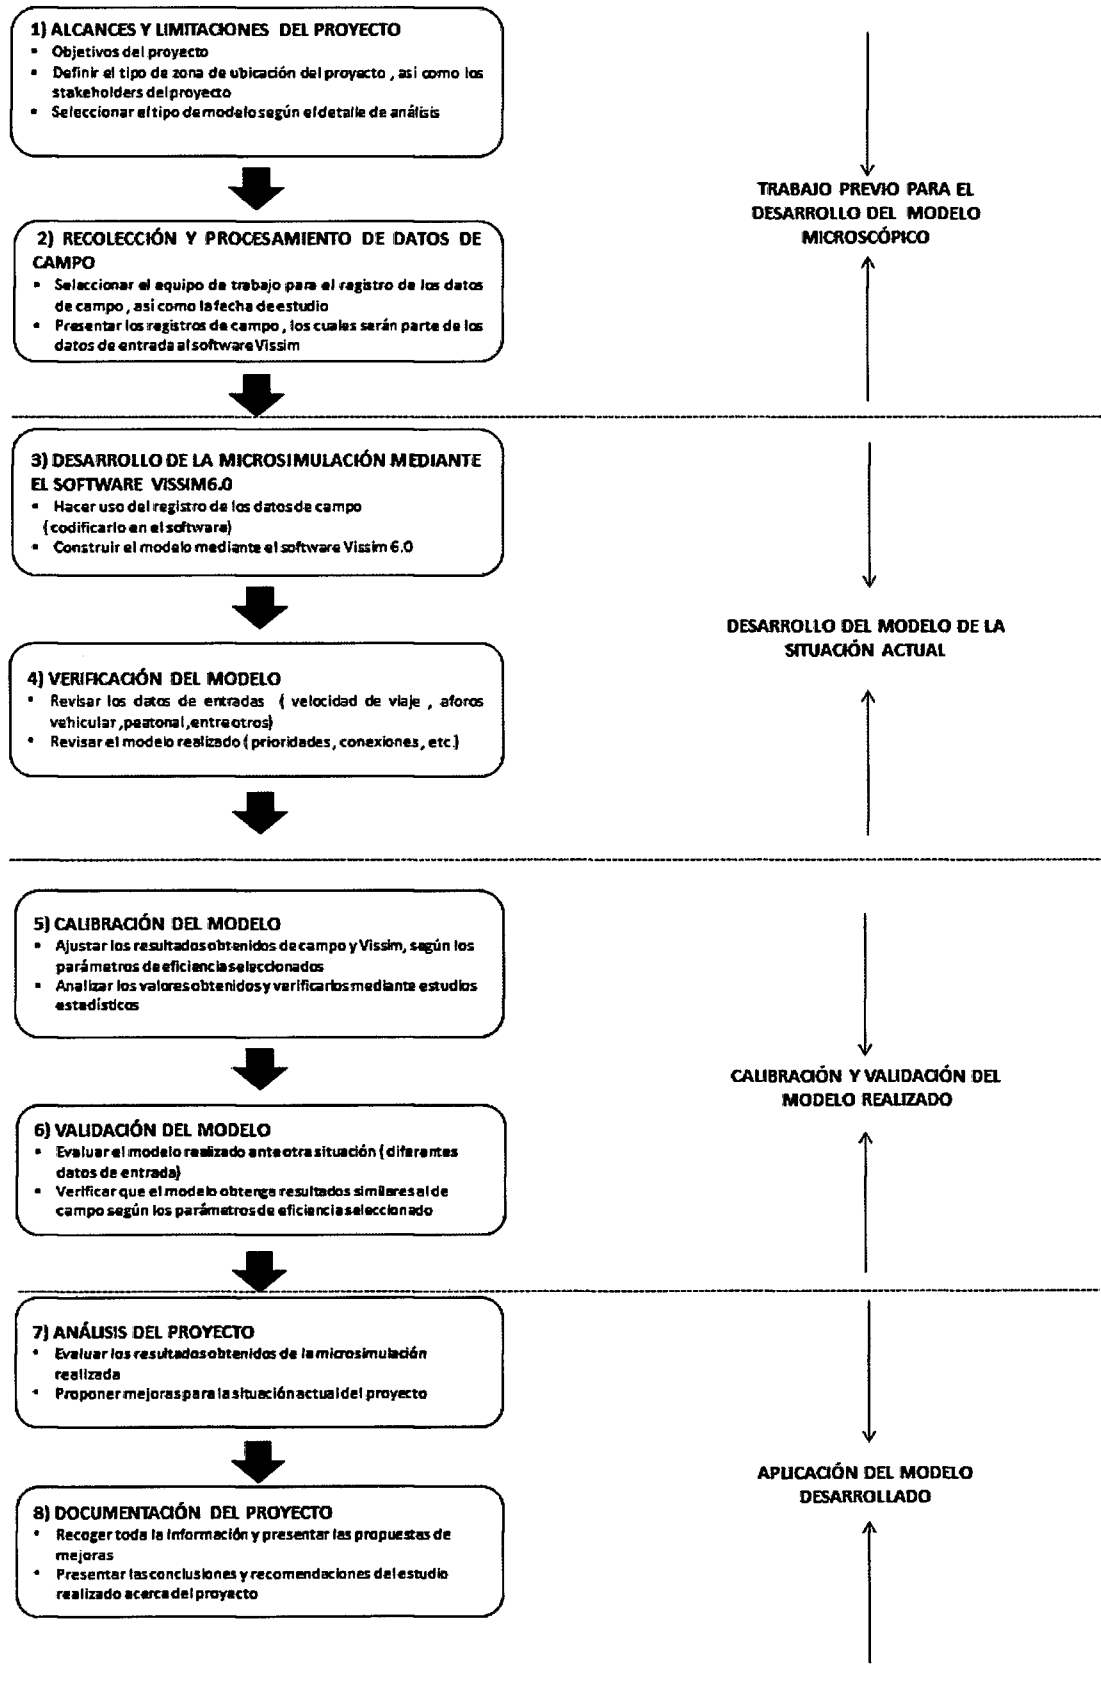 1) ALCANCES Y LIMITACIONES DEL PROYECTO
▪ Objetivos del proyecto
▪ Definir el tipo de zona de ubicación del proyecto , así como los
stakeholders del proyecto
▪ Seleccionar el tipo de modelo según el detalle de análisis
TRABAJO PREVIO PARA EL
DESARROLLO DEL MODELO
MICROSCÓPICO
2) RECOLECCIÓN Y PROCESAMIENTO DE DATOS DE
CAMPO
▪ Seleccionar el equipo de trabajo para el registro de los datos
de campo , así como la fecha de estudio
▪ Presentar los registros de campo , los cuales serán parte de los
datos de entrada al software Vissim
3) DESARROLLO DE LA MICROSIMULACIÓN MEDIANTE
EL SOFTWARE VISSIM6.0
▪ Hacer uso del registro de los datos de campo
( codificarlo en el software)
▪ Construir el modelo mediante el software Vissim 6.0
DESARROLLO DEL MODELO DE LA
SITUACIÓN ACTUAL
4) VERIFICACIÓN DEL MODELO
▪ Revisar los datos de entradas ( velocidad de viaje , aforos
vehicular ,peatonal ,entre otros)
▪ Revisar el modelo realizado ( prioridades , conexiones , etc.)
5) CALIBRACIÓN DEL MODELO
▪ Ajustar los resultados obtenidos de campo y Vissim, según los
parámetros de eficiencia seleccionados
▪ Analizar los valores obtenidos y verificarlos mediante estudios
estadísticos
CALIBRACIÓN Y VALIDACIÓN DEL
MODELO REALIZADO
6) VALIDACIÓN DEL MODELO
▪ Evaluar el modelo realizado ante otra situación ( diferentes
datos de entrada)
▪ Verificar que el modelo obtenga resultados similares al de
campo según los parámetros de eficiencia seleccionado
7) ANÁLISIS DEL PROYECTO
▪ Evaluar los resultados obtenidos de la microsimulación
realizada
▪ Proponer mejoras para la situación actual del proyecto
APLICACIÓN DEL MODELO
DESARROLLADO
8) DOCUMENTACIÓN DEL PROYECTO
▪ Recoger toda la información y presentar las propuestas de
mejoras
▪ Presentar las conclusiones y recomendaciones del estudio
realizado acerca del proyecto